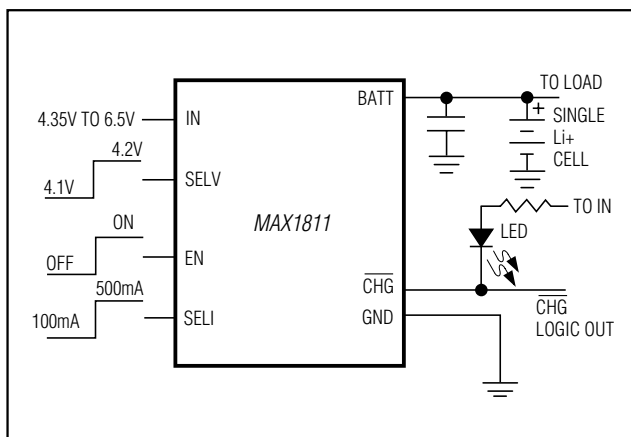 4.35V TO 6.5V
IN
4.2V
4.1V
SELV
ON
OFF
EN
500mA
100mA
SELI
MAX1811
BATT
TO LOAD
+
SINGLE
Li+
CELL
TO IN
LED
CHG
CHG
LOGIC OUT
GND